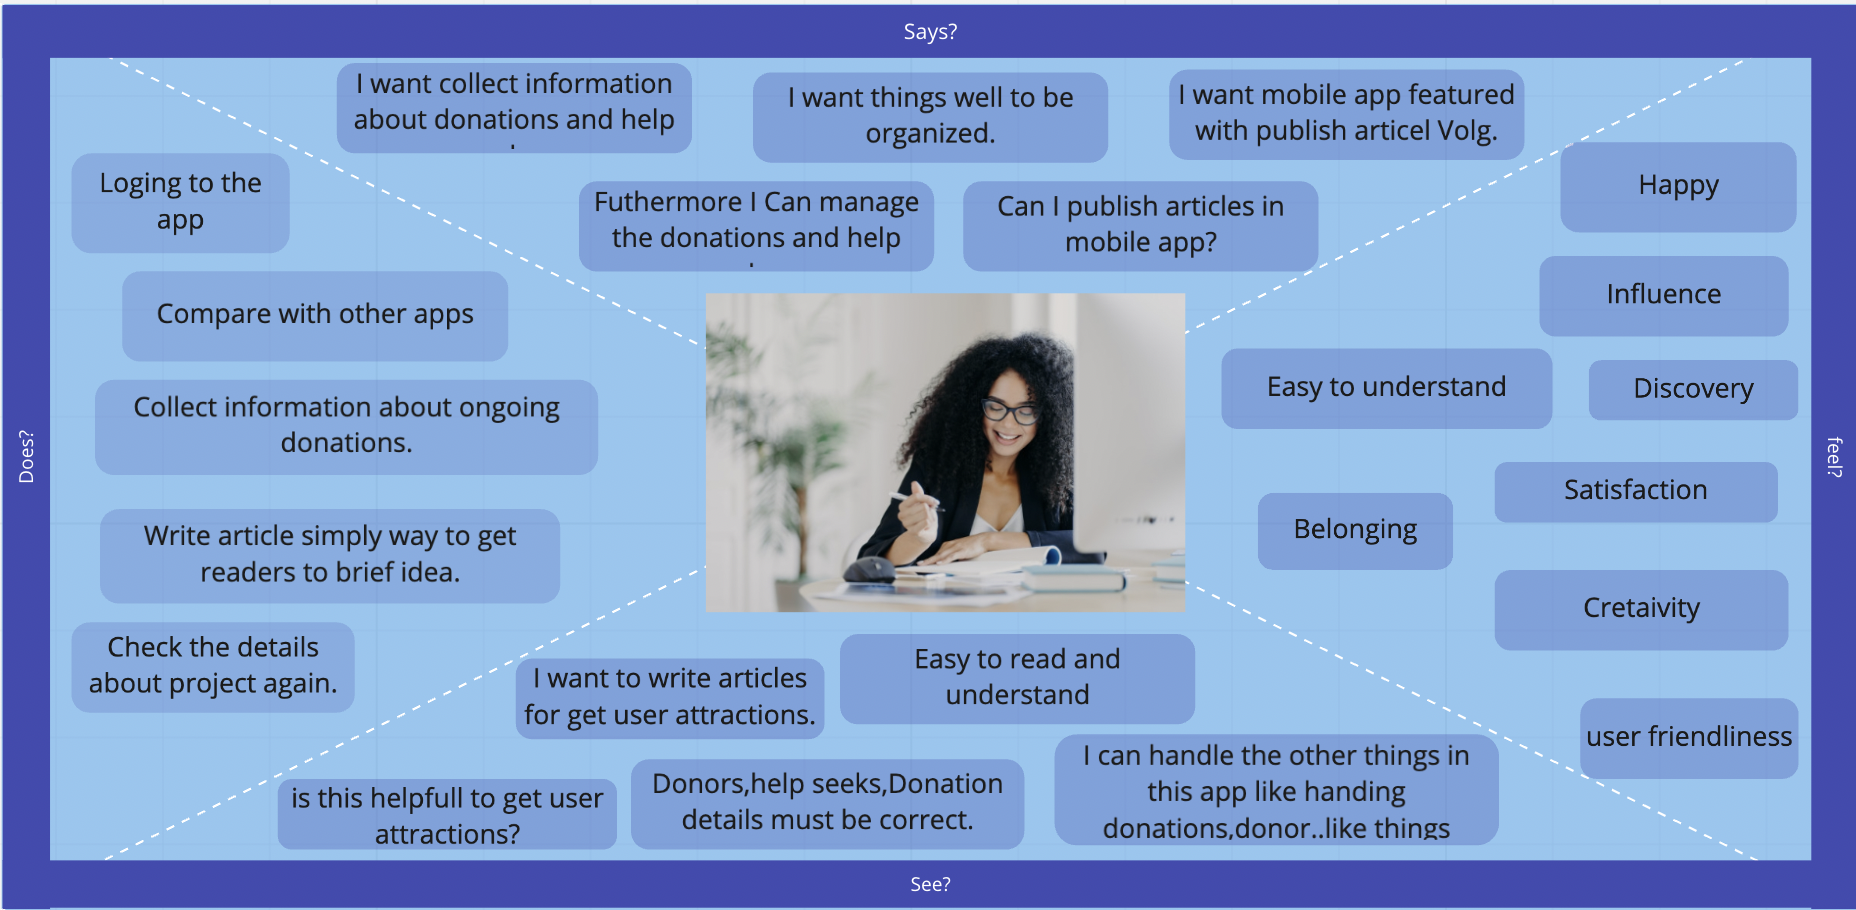 Says?
I want collect information
about donations and help
.
I want things well to be
organized.
I want mobile app featured
with publish articel Volg.
Futhermore I Can manage
the donations and help
.
Can I publish articles in
mobile app?
Does?
Loging to the
app
Compare with other apps
Collect information about ongoing
donations.
Write article simply way to get
readers to brief idea.
Check the details
about project again.
feel?
Happy
Influence
Easy to understand
Discovery
Satisfaction
Belonging
Cretaivity
user friendliness
I want to write articles
for get user attractions.
Easy to read and
understand
is this helpfull to get user
attractions?
Donors,help seeks,Donation
details must be correct.
I can handle the other things in
this app like handing
donations,donor..like things
See?